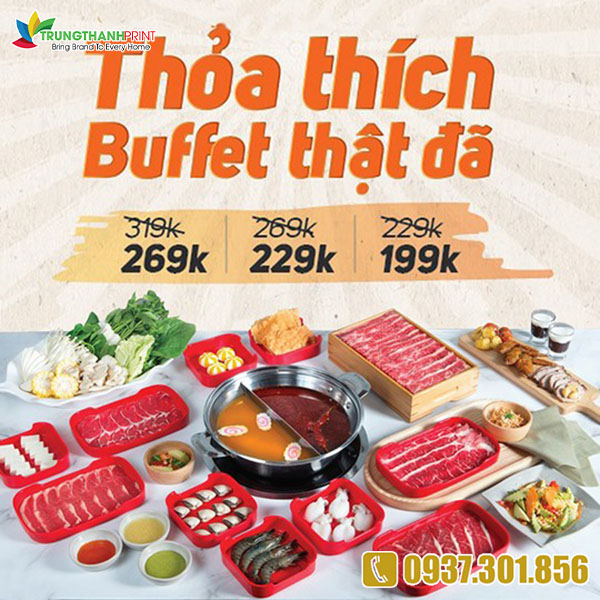 TRUNGTHANHPRINT
Bring Brand To Every Home
Thỏa thích
Buffet thật đã
319k 269k 229k
269k 229k 199k
0937.301.856